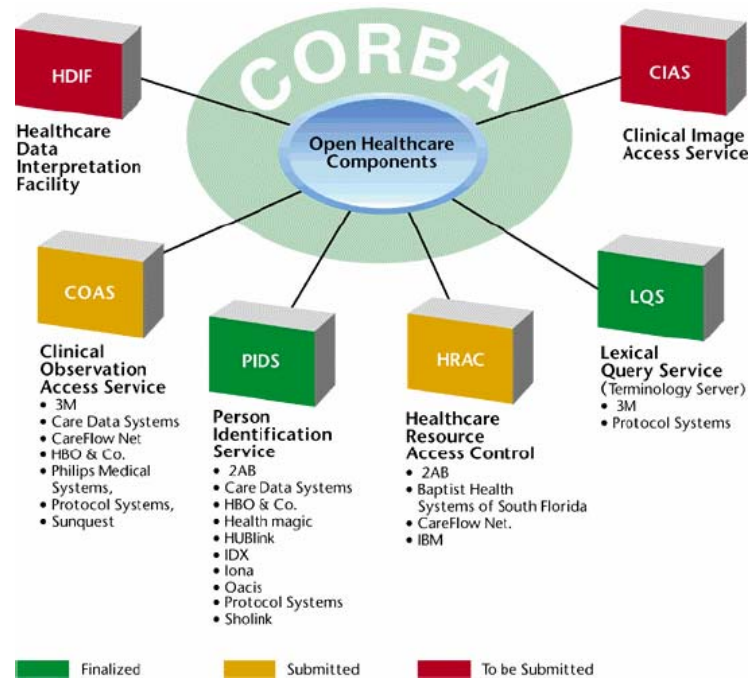 CORBA
Open Healthcare
Components
HDIF
Healthcare
Data
Interpretation
Facility
CIAS
Clinical Image
Access Service
COAS
Clinical
Observation
Access Service
• 3M
• Care Data Systems
• CareFlow Net
• HBO & Co.
• Philips Medical
Systems,
• Protocol Systems,
• Sunquest
PIDS
Person
Identification
Service
• 2AB
• Care Data Systems
• HBO & Co.
• Health magic
• HUBlink
• IDX
• Iona
• Oacis
• Protocol Systems
• Sholink
HRAC
Healthcare
Resource
Access Control
• 2AB
• Baptist Health
Systems of South Florida
• CareFlow Net.
• IBM
LQS
Lexical
Query Service
(Terminology Server)
• 3M
• Protocol Systems
Finalized
Submitted
To be Submitted